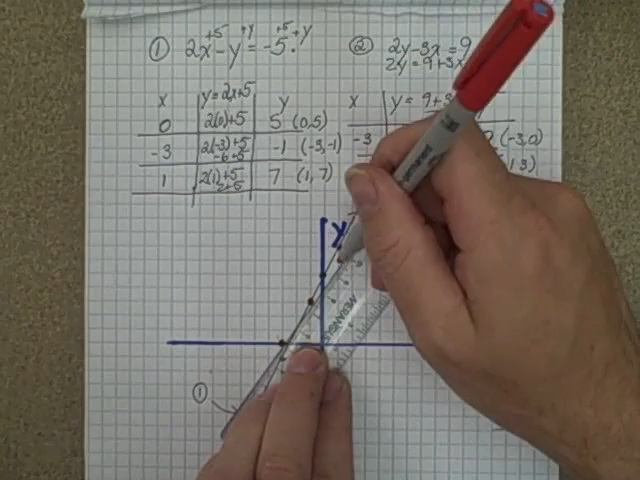 +5 +y +5 +y
① 2x - y = -5.
② 2y-3x = 9
2y = 9+3x
x | y = 2x+5 | y
0 | 2(0)+5 | 5 (0,5)
-3 | 2(-3)+5 | -1 (-3,-1)
-6+5
1 | 2(1)+5 | 7 (1,7)
2+5
x | y = 9+3
-3 (-3,0)
Y
①